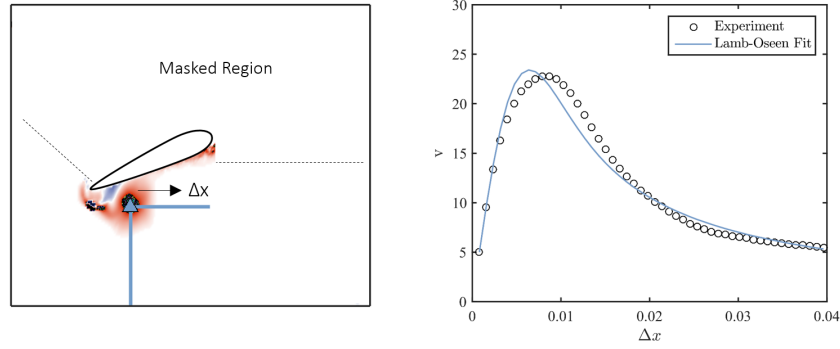 Masked Region
Δx
30
25
20
15
10
5
0
v
Experiment
Lamb-Oseen Fit
0
0.01
0.02
0.03
0.04
Δx